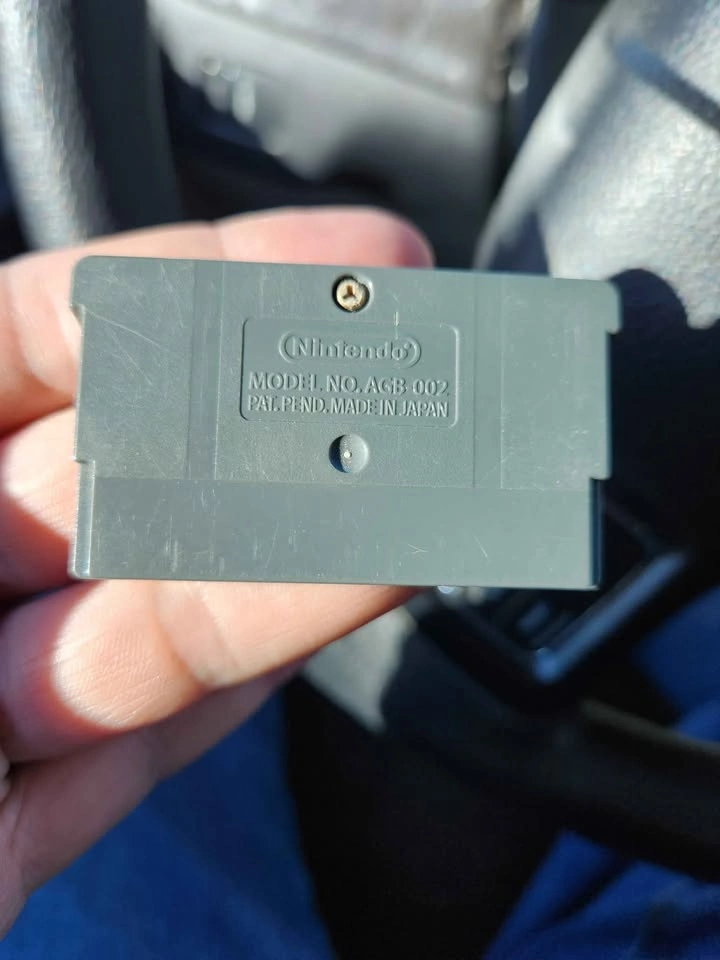 Nintendo
MODEL NO. AGB-002
PAT. PEND. MADE IN JAPAN